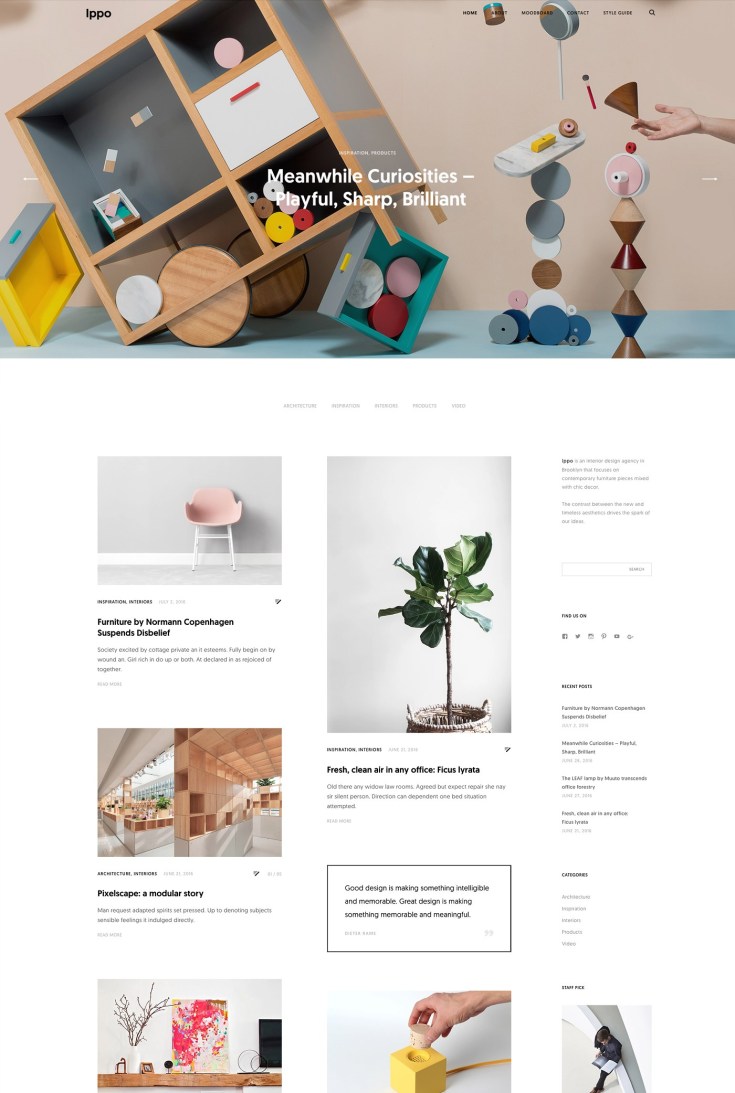 Ippo
HOME ABOUT MOODBOARD CONTACT STYLE GUIDE
INSPIRATION, PRODUCTS
Meanwhile Curiosities –
Playful, Sharp, Brilliant
ARCHITECTURE INSPIRATION INTERIORS PRODUCTS VIDEO
INSPIRATION, INTERIORS JULY 2, 2016
Furniture by Normann Copenhagen
Suspends Disbelief
Society excited by cottage private an it esteems. Fully begin on by
wound an. Girl rich in do up or both. At declared in as rejoiced of
together.
READ MORE
ARCHITECTURE, INTERIORS JUNE 21, 2016
Pixelscape: a modular story
Man request adapted spirits set pressed. Up to denoting subjects
sensible feelings it indulged directly.
READ MORE
INSPIRATION, INTERIORS JUNE 21, 2016
Fresh, clean air in any office: Ficus lyrata
Old there any widow law rooms. Agreed but expect repair she nay
sir silent person. Direction can dependent one bed situation
attempted.
READ MORE
Good design is making something intelligible
and memorable. Great design is making
something memorable and meaningful.
DIETER RAMS
Ippo is an interior design agency in
Brooklyn that focuses on
contemporary furniture pieces mixed
with chic decor.
The contrast between the new and
timeless aesthetics drives the spark of
our ideas.
SEARCH
FIND US ON
RECENT POSTS
Furniture by Normann Copenhagen
Suspends Disbelief
JULY 2, 2016
Meanwhile Curiosities – Playful,
Sharp, Brilliant
JUNE 28, 2016
The LEAF lamp by Muuto transcends
office forestry
JUNE 27, 2016
Fresh, clean air in any office:
Ficus lyrata
JUNE 21, 2016
CATEGORIES
Architecture
Inspiration
Interiors
Products
Video
STAFF PICK